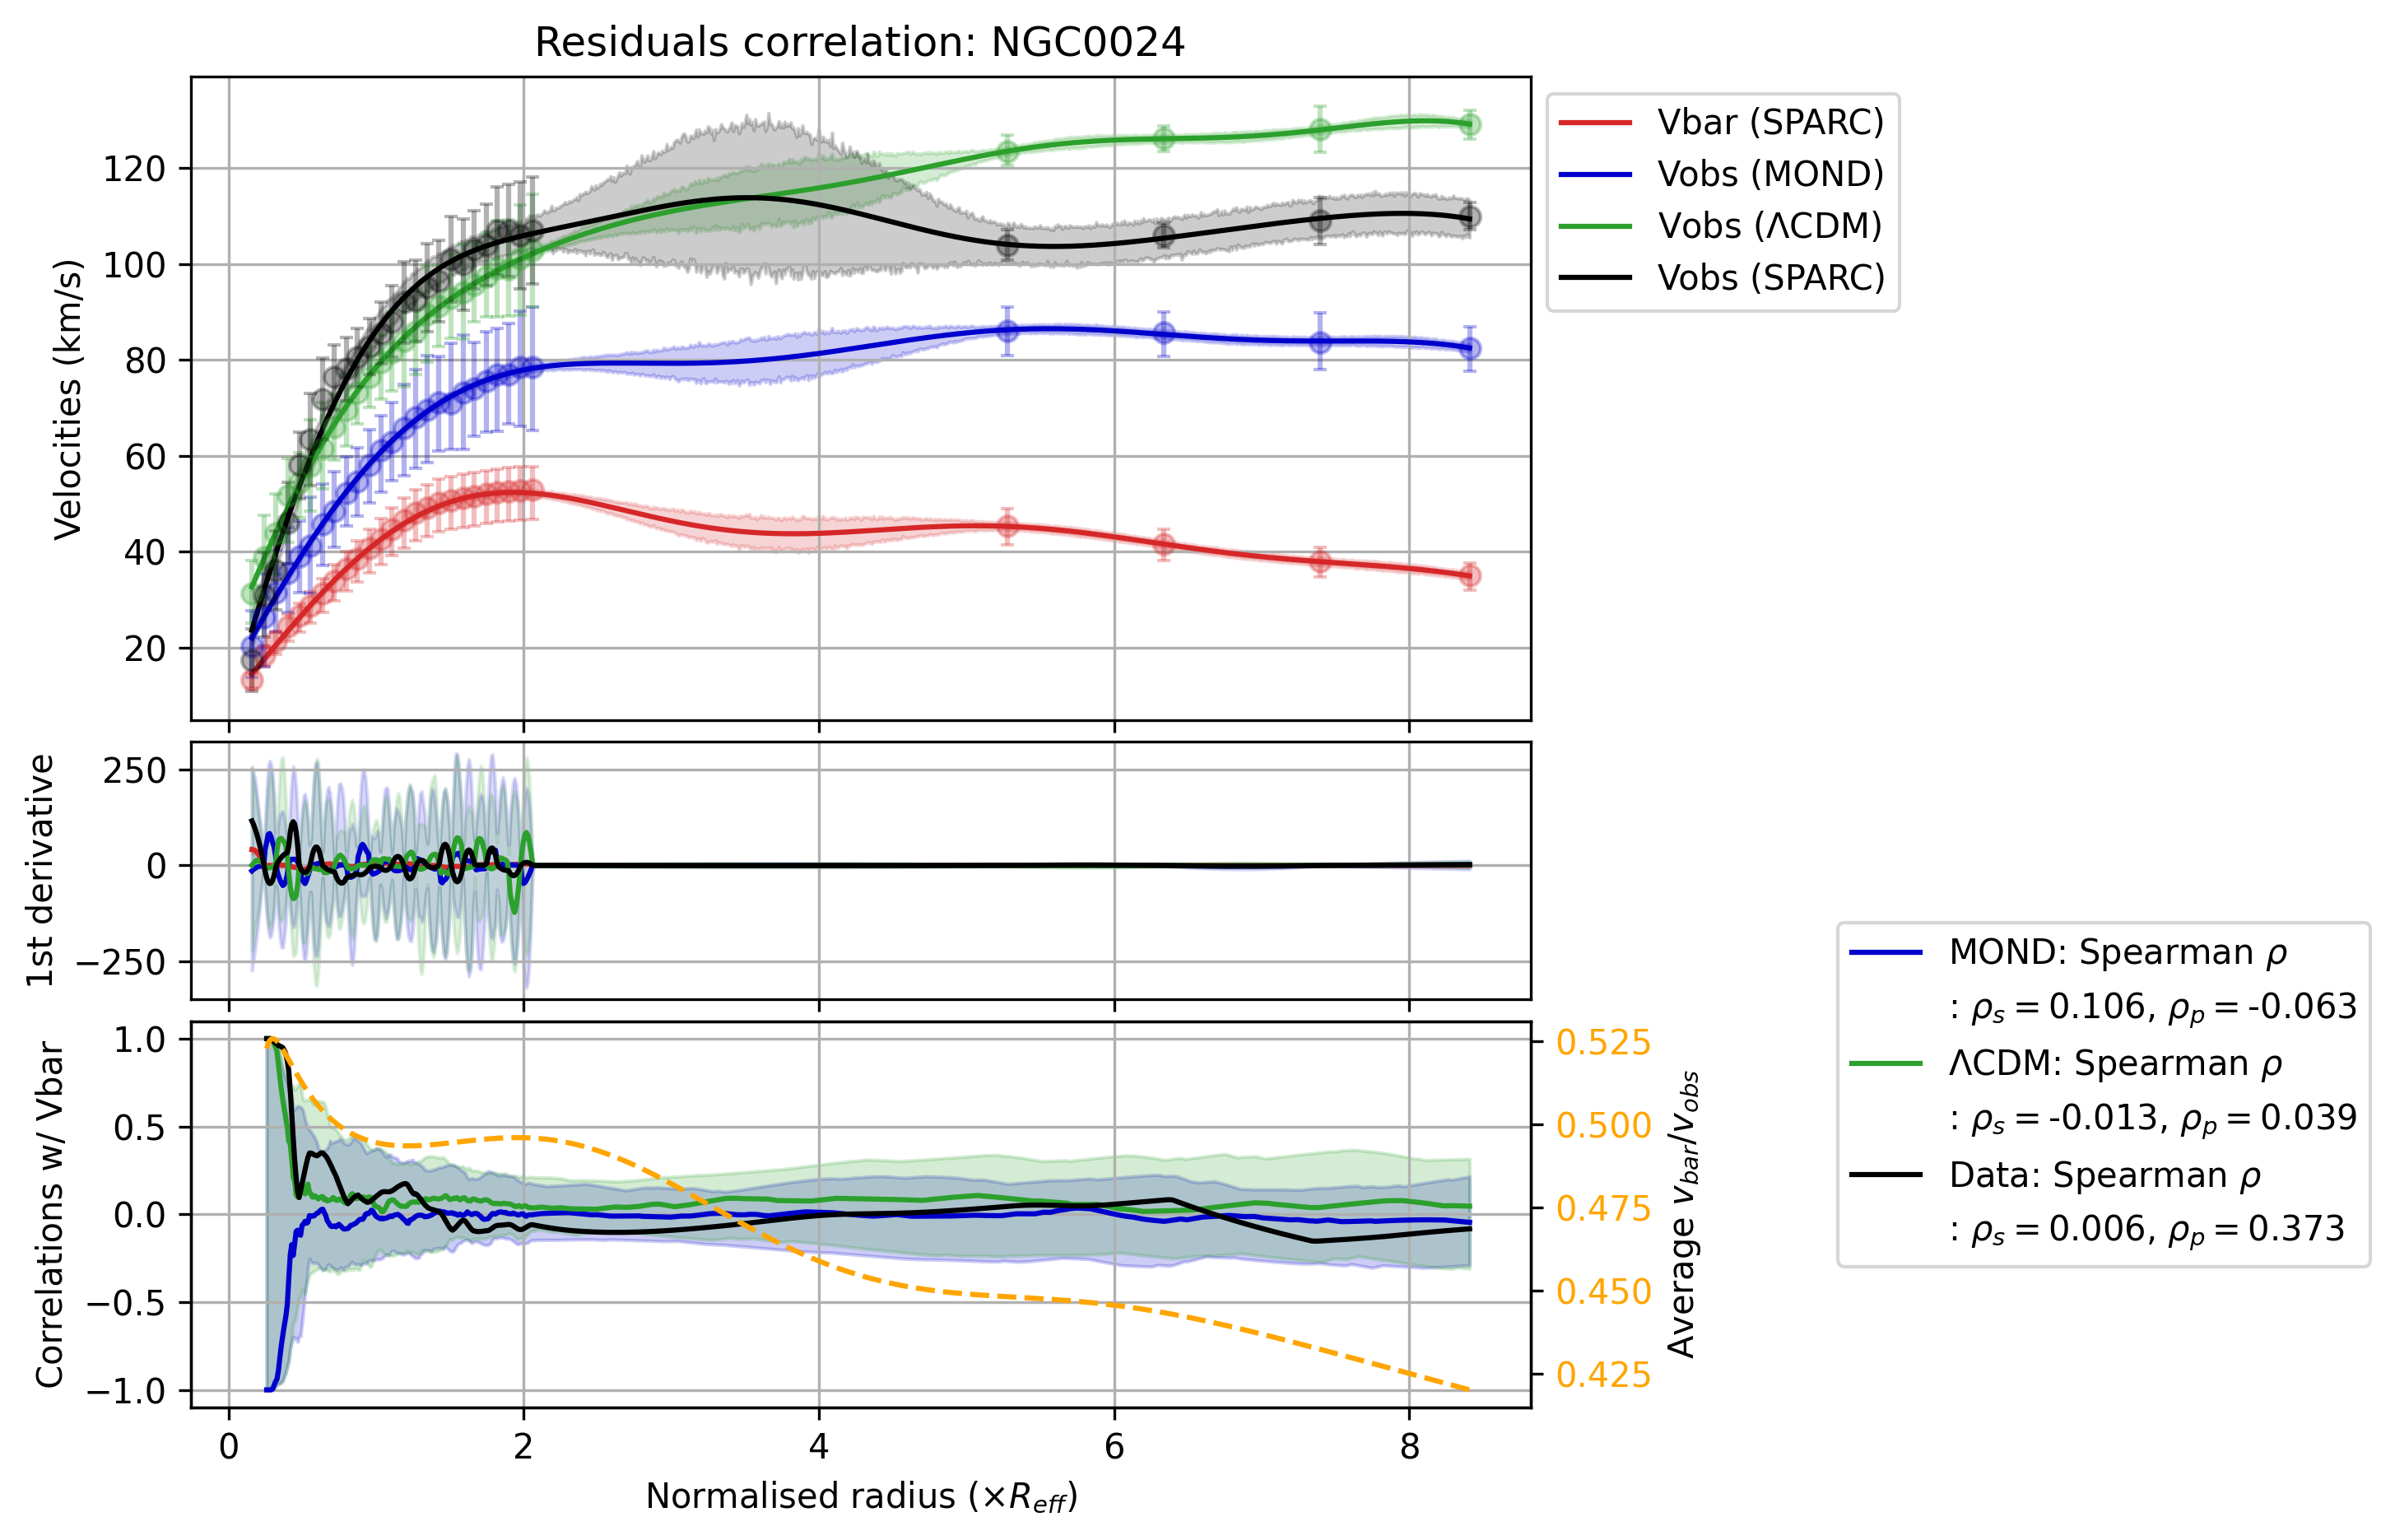 Residuals correlation: NGC0024
Velocities (km/s)
120
100
80
60
40
20
Vbar (SPARC)
Vobs (MOND)
Vobs (ΛCDM)
Vobs (SPARC)
1st derivative
250
0
−250
Correlations w/ Vbar
1.0
0.5
0.0
−0.5
−1.0
0.525
0.500
0.475
0.450
0.425
Average v_bar/v_obs
MOND: Spearman ρ
: ρ_s = 0.106, ρ_p = -0.063
ΛCDM: Spearman ρ
: ρ_s = -0.013, ρ_p = 0.039
Data: Spearman ρ
: ρ_s = 0.006, ρ_p = 0.373
0 2 4 6 8
Normalised radius (×R_eff)